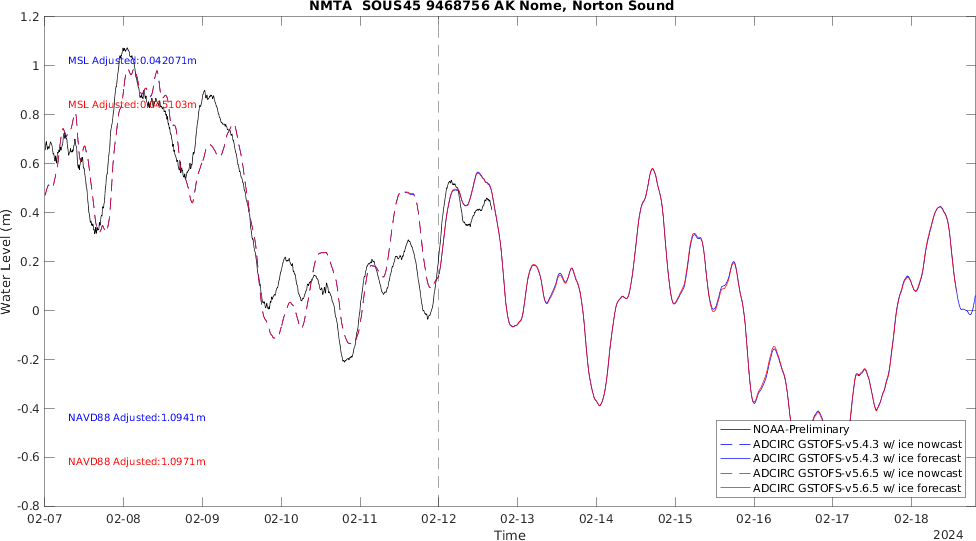 NMTA SOUS45 9468756 AK Nome, Norton Sound
1.2
1
0.8
0.6
0.4
0.2
0
-0.2
-0.4
-0.6
-0.8
Water Level (m)
MSL Adjusted:0.042071m
MSL Adjusted:0.045103m
NAVD88 Adjusted:1.0941m
NAVD88 Adjusted:1.0971m
NOAA-Preliminary
ADCIRC GSTOFS-v5.4.3 w/ ice nowcast
ADCIRC GSTOFS-v5.4.3 w/ ice forecast
ADCIRC GSTOFS-v5.6.5 w/ ice nowcast
ADCIRC GSTOFS-v5.6.5 w/ ice forecast
02-07 02-08 02-09 02-10 02-11 02-12 02-13 02-14 02-15 02-16 02-17 02-18
Time
2024